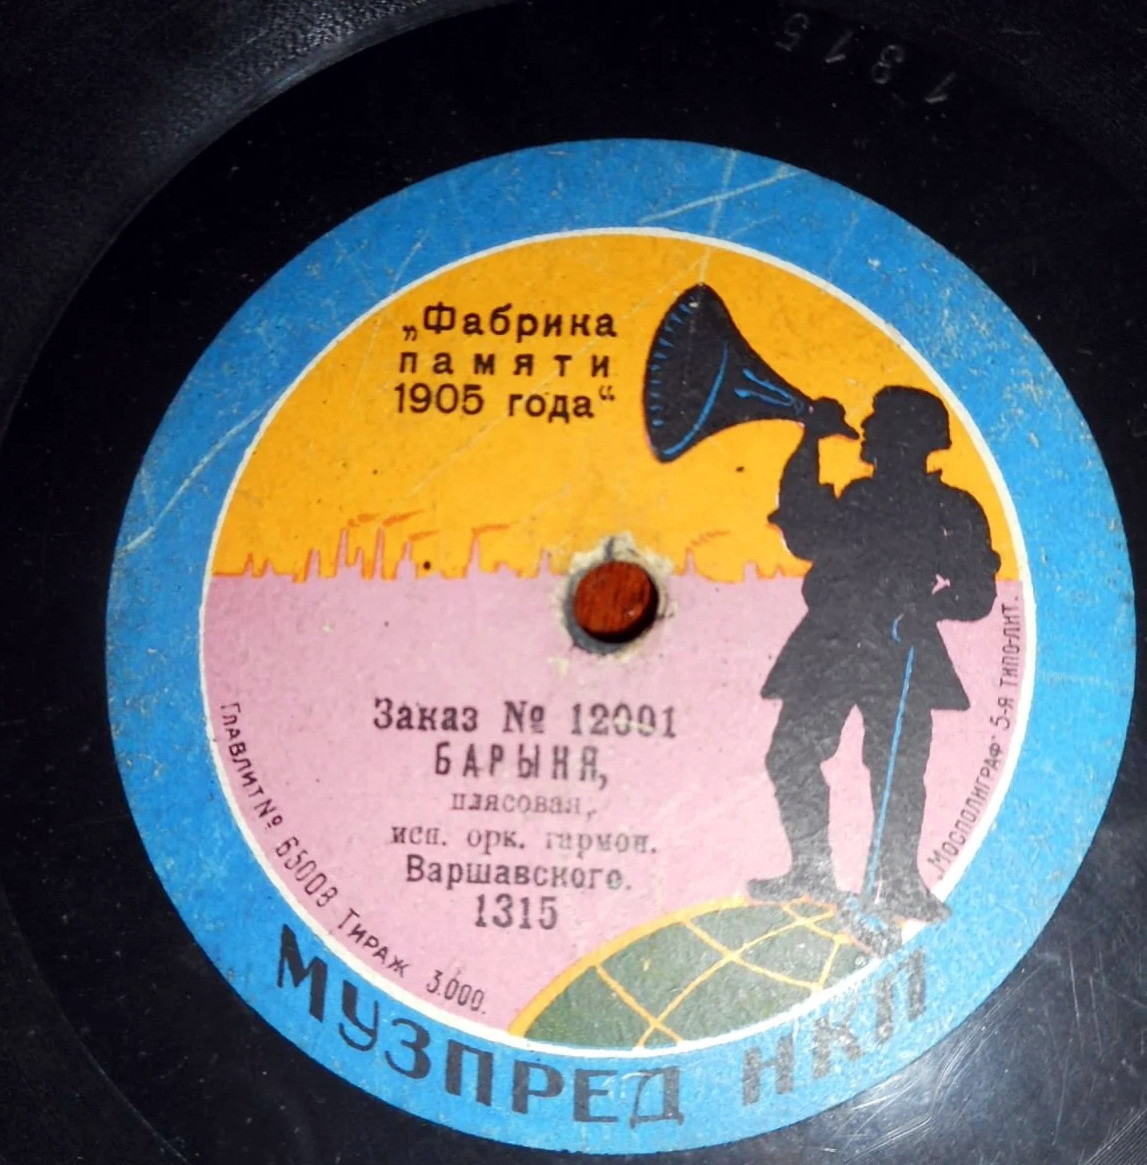 1315
„Фабрика
памяти
1905 года“
Заказ № 12001
БАРЫНЯ,
плясовая,
исп. орк. гармон.
Варшавского.
1315
Главлит № Б5008 Тираж 3.000.
„Мосполиграф“ 5-я типо-лит.
МУЗПРЕД НКП